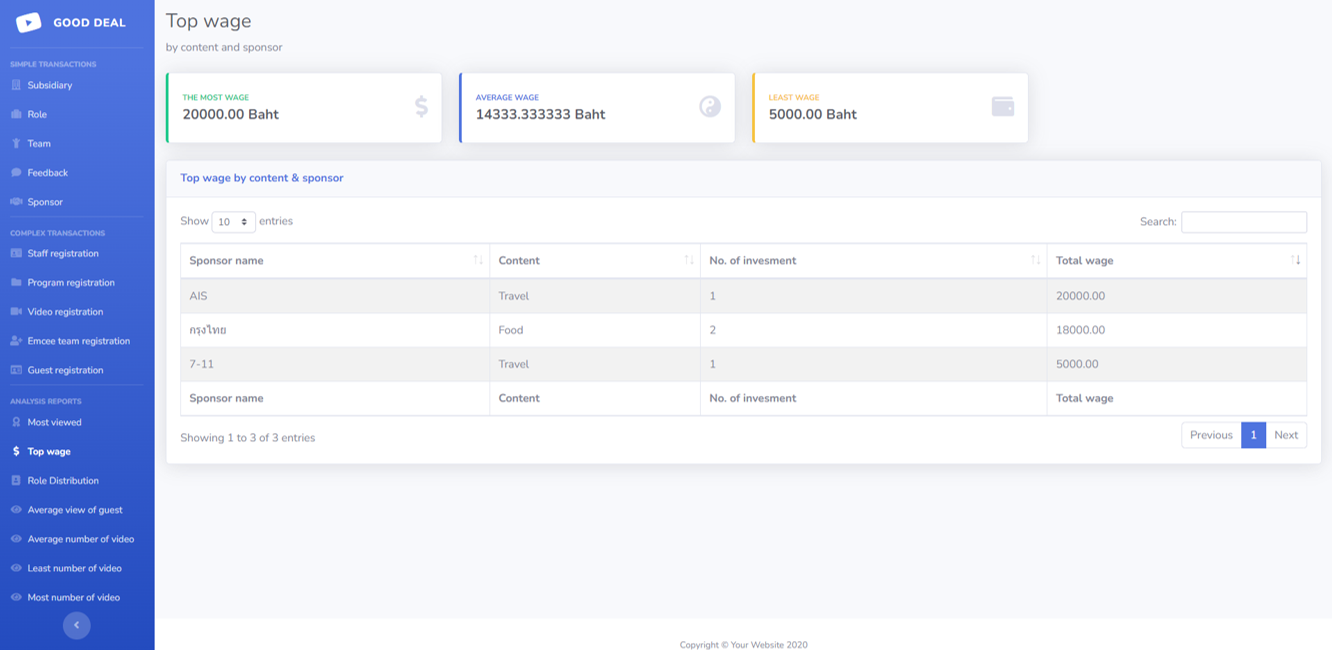 GOOD DEAL
SIMPLE TRANSACTIONS
Subsidiary
Role
Team
Feedback
Sponsor
COMPLEX TRANSACTIONS
Staff registration
Program registration
Video registration
Emcee team registration
Guest registration
ANALYSIS REPORTS
Most viewed
Top wage
Role Distribution
Average view of guest
Average number of video
Least number of video
Most number of video
Top wage
by content and sponsor
THE MOST WAGE
20000.00 Baht
AVERAGE WAGE
14333.333333 Baht
LEAST WAGE
5000.00 Baht
Top wage by content & sponsor
Show 10 entries Search:
Sponsor name Content No. of invesment Total wage
AIS Travel 1 20000.00
กรุงไทย Food 2 18000.00
7-11 Travel 1 5000.00
Sponsor name Content No. of invesment Total wage
Showing 1 to 3 of 3 entries Previous 1 Next
Copyright © Your Website 2020